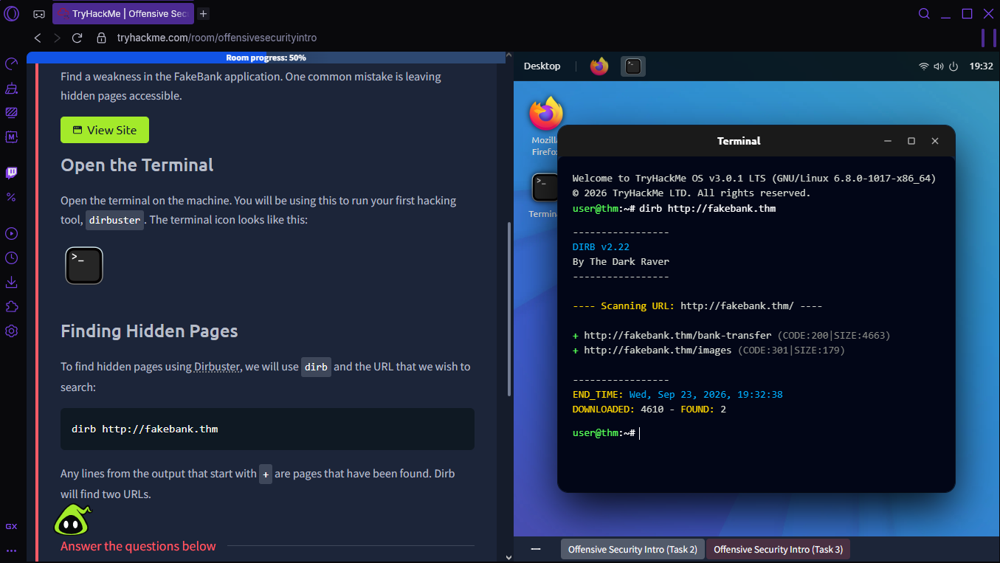 TryHackMe | Offensive Sec
tryhackme.com/room/offensivesecurityintro
Room progress: 50%
Find a weakness in the FakeBank application. One common mistake is leaving
hidden pages accessible.
View Site
Open the Terminal
Open the terminal on the machine. You will be using this to run your first hacking
tool, dirbuster. The terminal icon looks like this:
>_
Finding Hidden Pages
To find hidden pages using Dirbuster, we will use dirb and the URL that we wish to
search:
dirb http://fakebank.thm
Any lines from the output that start with + are pages that have been found. Dirb
will find two URLs.
Answer the questions below
GX
Desktop
19:32
Mozill
Firefo
>_
Termin
Terminal
Welcome to TryHackMe OS v3.0.1 LTS (GNU/Linux 6.8.0-1017-x86_64)
© 2026 TryHackMe LTD. All rights reserved.
user@thm:~# dirb http://fakebank.thm
-----------------
DIRB v2.22
By The Dark Raver
-----------------
---- Scanning URL: http://fakebank.thm/ ----
+ http://fakebank.thm/bank-transfer (CODE:200|SIZE:4663)
+ http://fakebank.thm/images (CODE:301|SIZE:179)
-----------------
END_TIME: Wed, Sep 23, 2026, 19:32:38
DOWNLOADED: 4610 - FOUND: 2
user@thm:~#
Offensive Security Intro (Task 2)
Offensive Security Intro (Task 3)